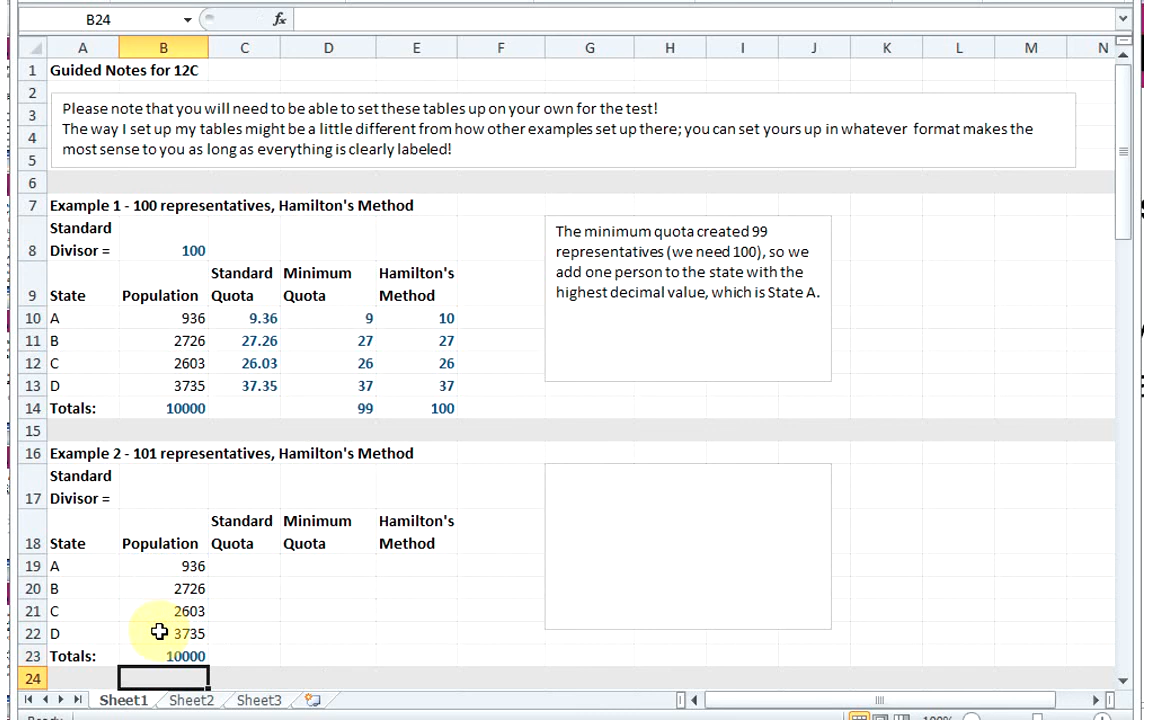 B24 fx
A B C D E F G H I J K L M N
1 Guided Notes for 12C
2
3 Please note that you will need to be able to set these tables up on your own for the test!
4 The way I set up my tables might be a little different from how other examples set up there; you can set yours up in whatever format makes the
5 most sense to you as long as everything is clearly labeled!
6
7 Example 1 - 100 representatives, Hamilton's Method
Standard
8 Divisor = 100
Standard Minimum Hamilton's
9 State Population Quota Quota Method
10 A 936 9.36 9 10
11 B 2726 27.26 27 27
12 C 2603 26.03 26 26
13 D 3735 37.35 37 37
14 Totals: 10000 99 100
The minimum quota created 99
representatives (we need 100), so we
add one person to the state with the
highest decimal value, which is State A.
15
16 Example 2 - 101 representatives, Hamilton's Method
Standard
17 Divisor =
Standard Minimum Hamilton's
18 State Population Quota Quota Method
19 A 936
20 B 2726
21 C 2603
22 D 3735
23 Totals: 10000
24
Sheet1 Sheet2 Sheet3